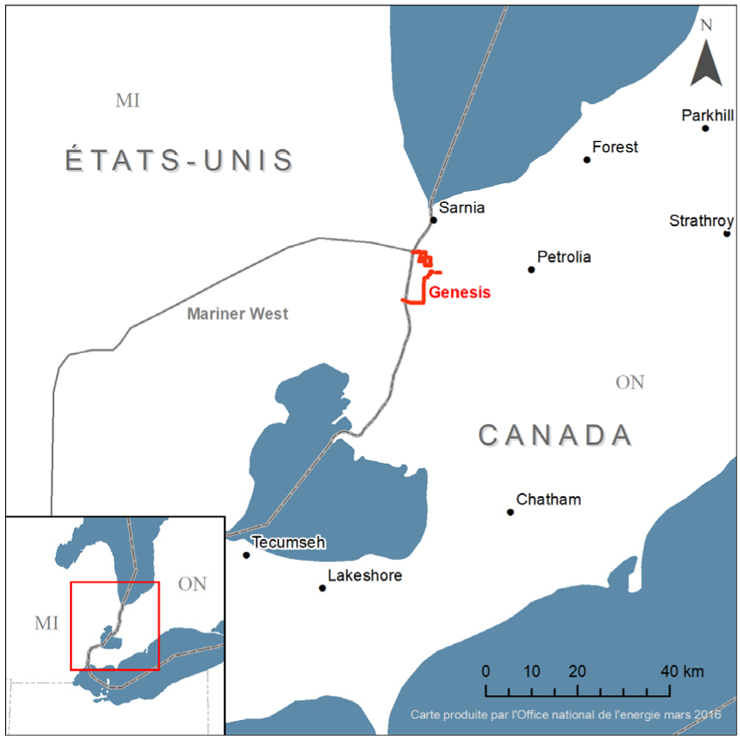 N
MI
Parkhill
ÉTATS-UNIS
Forest
Sarnia
Strathroy
Petrolia
Genesis
Mariner West
ON
CANADA
Chatham
Tecumseh
Lakeshore
ON
MI
0 10 20 40 km
Carte produite par l'Office national de l'energie mars 2016